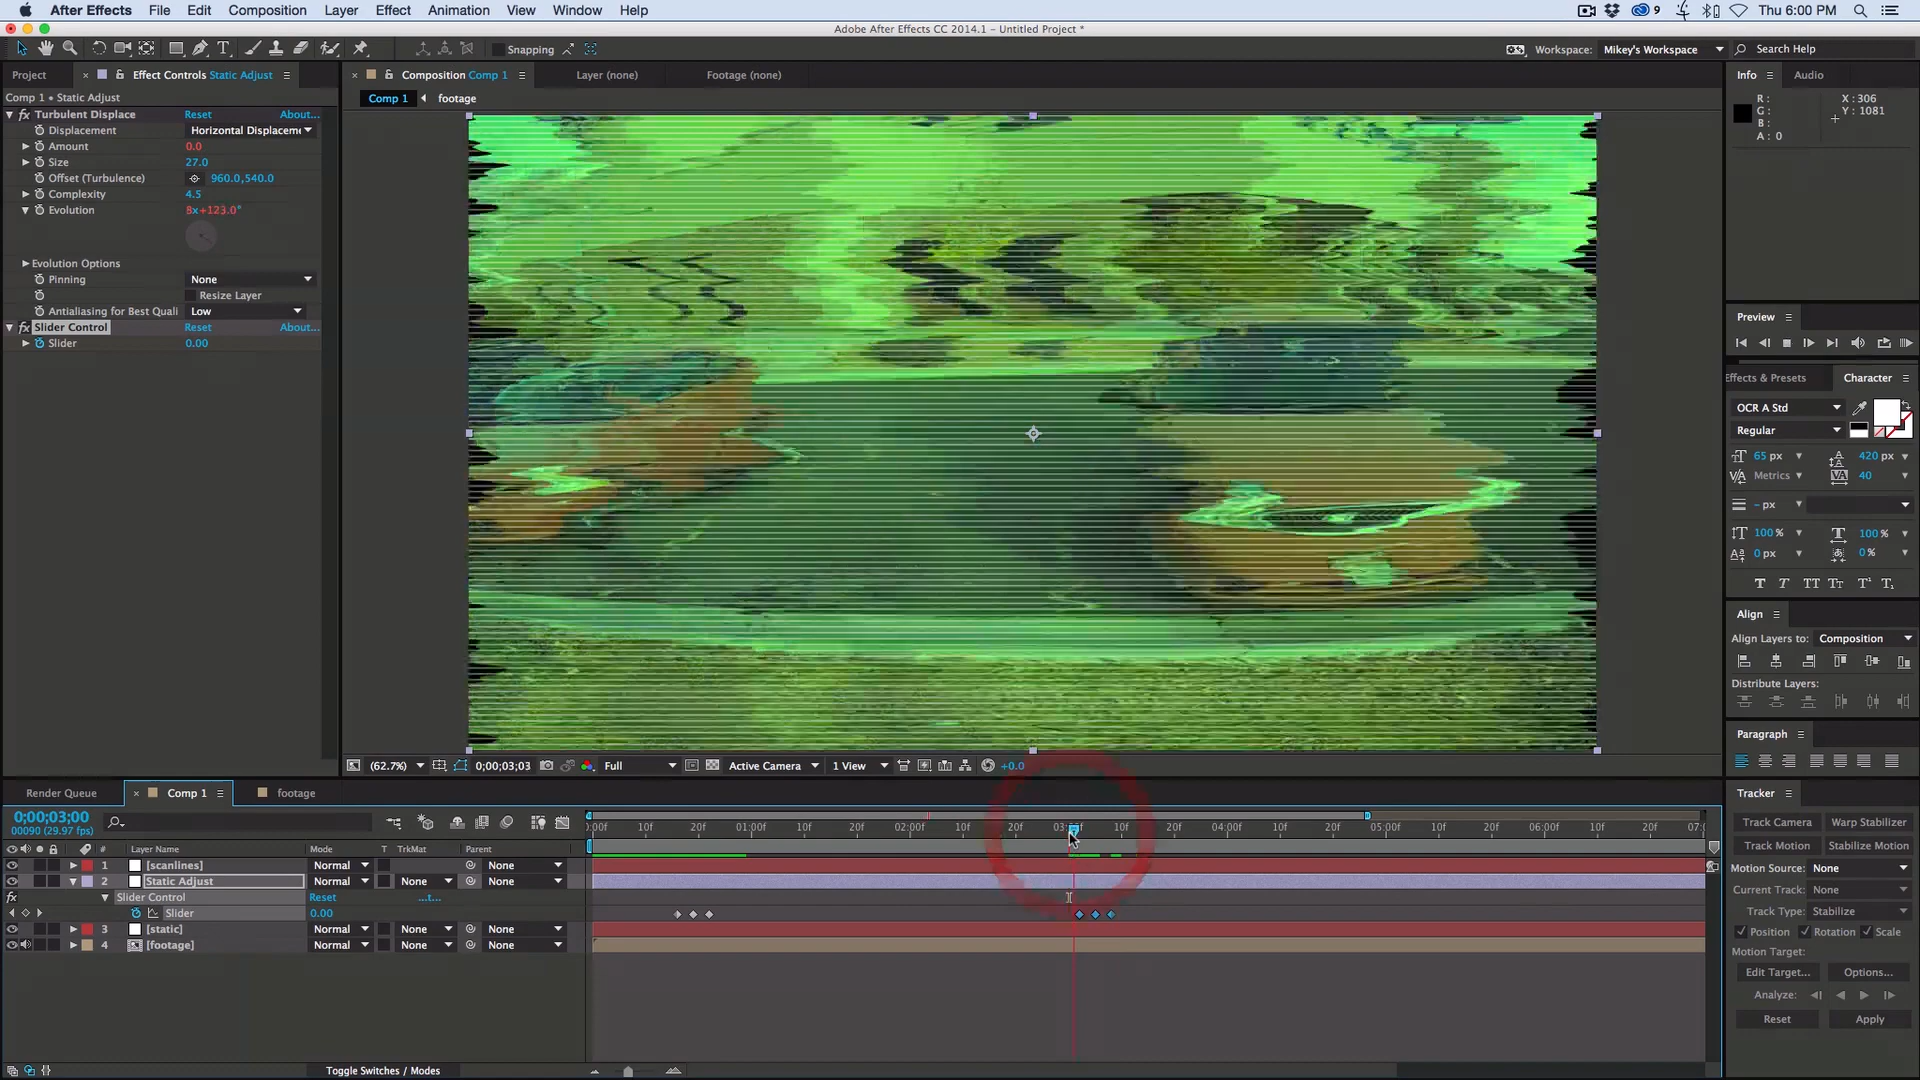 After Effects File Edit Composition Layer Effect Animation View Window Help 9 Thu 6:00 PM
Adobe After Effects CC 2014.1 – Untitled Project *
Snapping Workspace: Mikey's Workspace Search Help
Project Effect Controls Static Adjust Composition Comp 1 Layer (none) Footage (none) Info Audio
Comp 1 • Static Adjust
Comp 1 footage
R: X : 306
G: Y : 1081
B:
A : 0
Turbulent Displace Reset About...
Displacement Horizontal Displacem
Amount 0.0
Size 27.0
Offset (Turbulence) 960.0,540.0
Complexity 4.5
Evolution 8x+123.0°
Evolution Options
Pinning None
Resize Layer
Antialiasing for Best Quali Low
Slider Control Reset About...
Slider 0.00
Preview
Effects & Presets Character
OCR A Std
Regular
65 px 420 px
Metrics 40
– px
100 % 100 %
0 px 0 %
Align
Align Layers to: Composition
Distribute Layers:
Paragraph
(62.7%) 0;00;03;03 Full Active Camera 1 View +0.0
Render Queue Comp 1 footage
0;00;03;00
00090 (29.97 fps)
:00f 10f 20f 01:00f 10f 20f 02:00f 10f 20f 10f 20f 04:00f 10f 20f 05:00f 10f 20f 06:00f 10f 20f 07:0
# Layer Name Mode T TrkMat Parent
1 [scanlines] Normal None
2 Static Adjust Normal None None
Slider Control Reset ...t...
Slider 0.00
3 [static] Normal None None
4 [footage] Normal None None
Toggle Switches / Modes
Tracker
Track Camera Warp Stabilizer
Track Motion Stabilize Motion
Motion Source: None
Current Track: None
Track Type: Stabilize
Position Rotation Scale
Motion Target:
Edit Target... Options...
Analyze:
Reset Apply